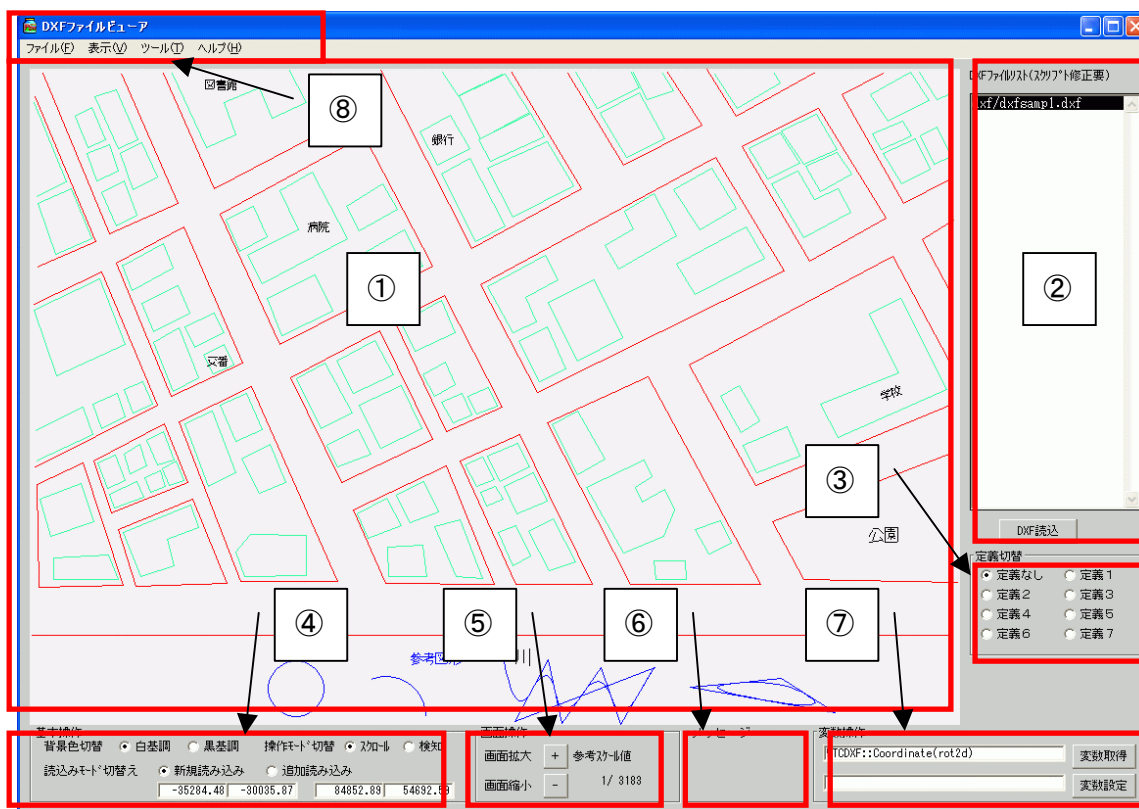 DXFファイルビューア
ファイル(F) 表示(V) ツール(T) ヘルプ(H)
⑧
図書館
銀行
病院
①
交番
学校
③
公園
④
⑤
⑥
⑦
参考図形
川
DXFファイルリスト(スクリプト修正要)
dxf/dxfsampl.dxf
②
DXF読込
定義切替
定義なし 定義1
定義2 定義3
定義4 定義5
定義6 定義7
基本操作
背景色切替 白基調 黒基調 操作モード切替 スクロール 検知
読込みモード切替え 新規読み込み 追加読み込み
-35284.48 -30035.87 84852.89 54692.59
画面操作
画面拡大 + 参考スケール値
画面縮小 - 1/ 3183
メッセージ
変数操作
TCDXF::Coordinate(rot2d) 変数取得
変数設定